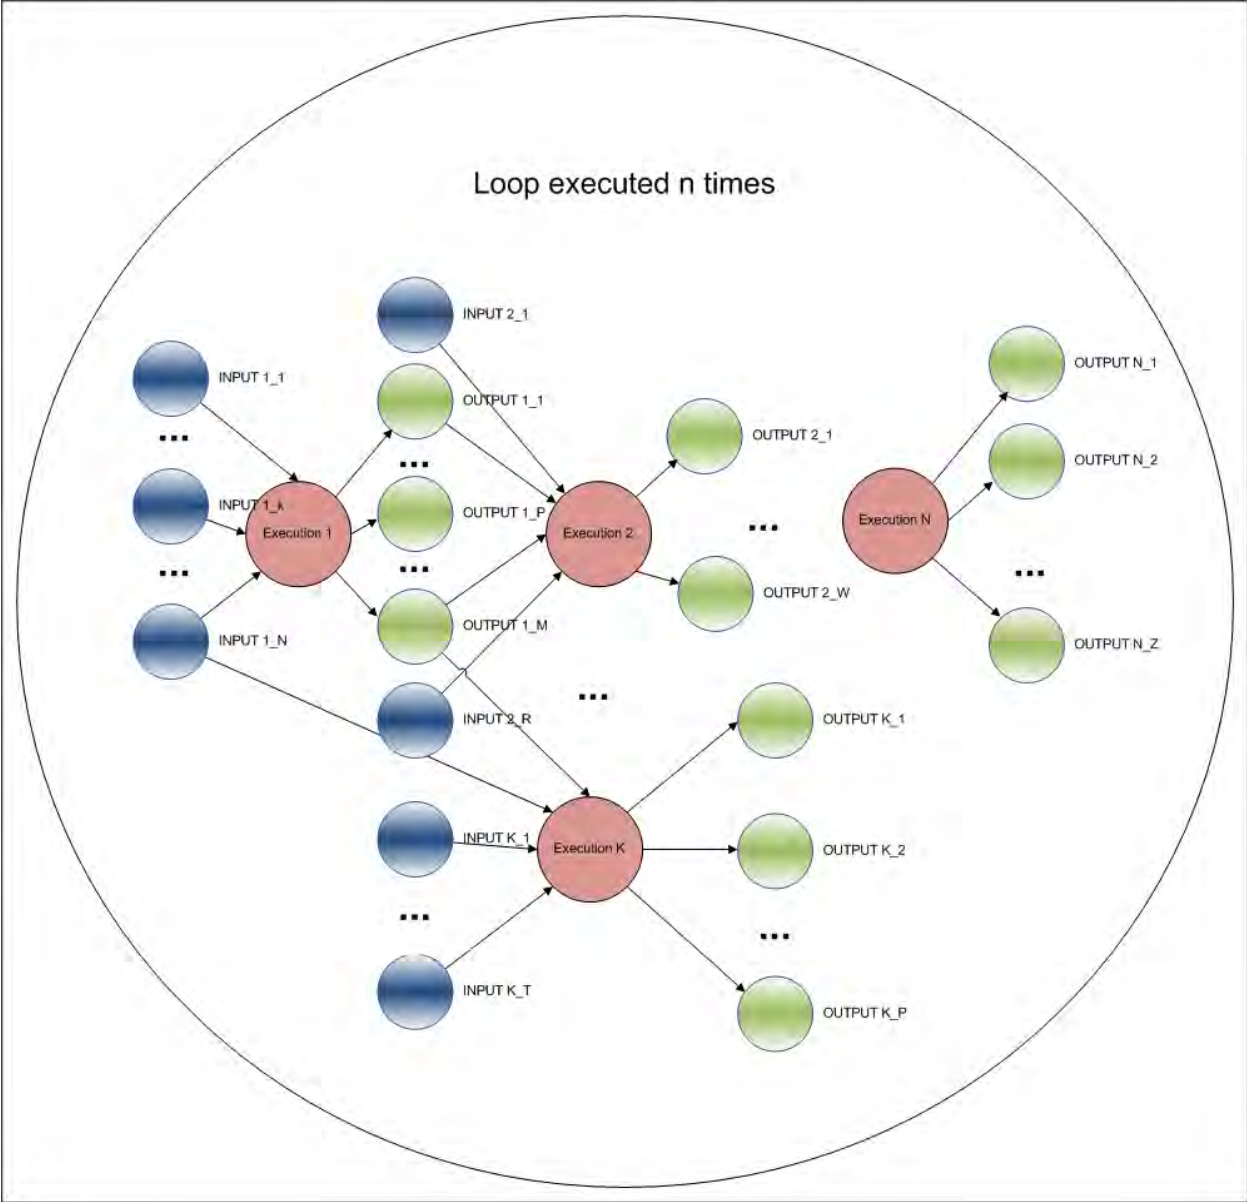 Loop executed n times
INPUT 2_1
INPUT 1_1
OUTPUT 1_1
OUTPUT N_1
OUTPUT 2_1
OUTPUT N_2
...
...
INPUT 1_k
OUTPUT 1_P
Execution 1
Execution 2
...
Execution N
...
...
...
OUTPUT 2_W
INPUT 1_N
OUTPUT 1_M
OUTPUT N_Z
...
INPUT 2_R
OUTPUT K_1
INPUT K_1
Execution K
OUTPUT K_2
...
...
INPUT K_T
OUTPUT K_P